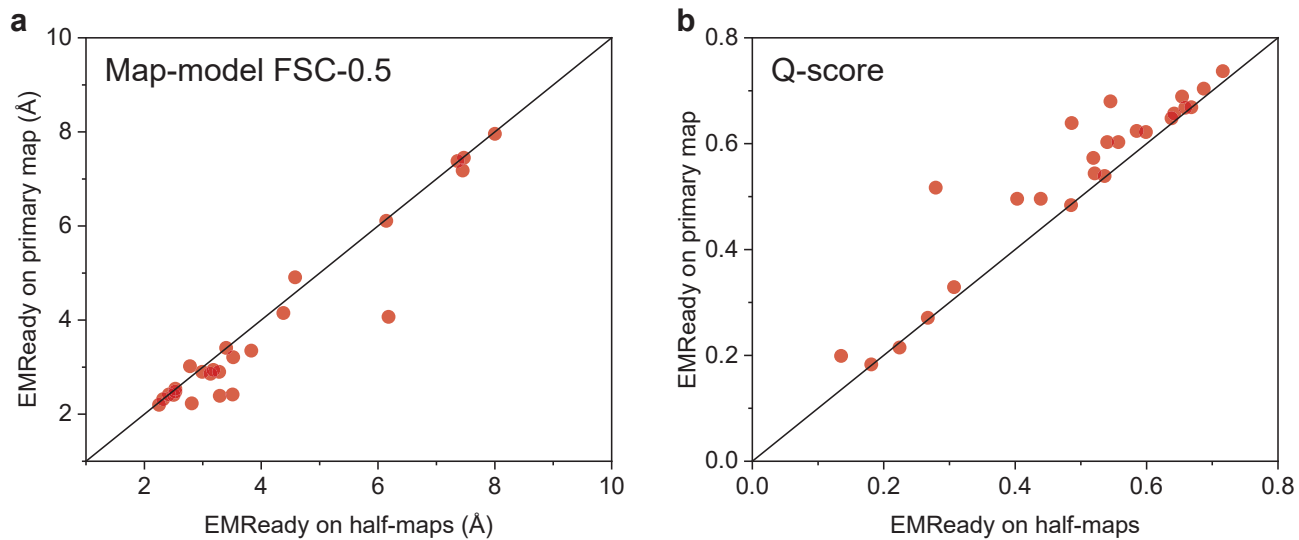 a
Map-model FSC-0.5
EMReady on primary map (Å)
10
8
6
4
2
2
4
6
8
10
EMReady on half-maps (Å)
b
Q-score
EMReady on primary map
0.8
0.6
0.4
0.2
0.0
0.0
0.2
0.4
0.6
0.8
EMReady on half-maps